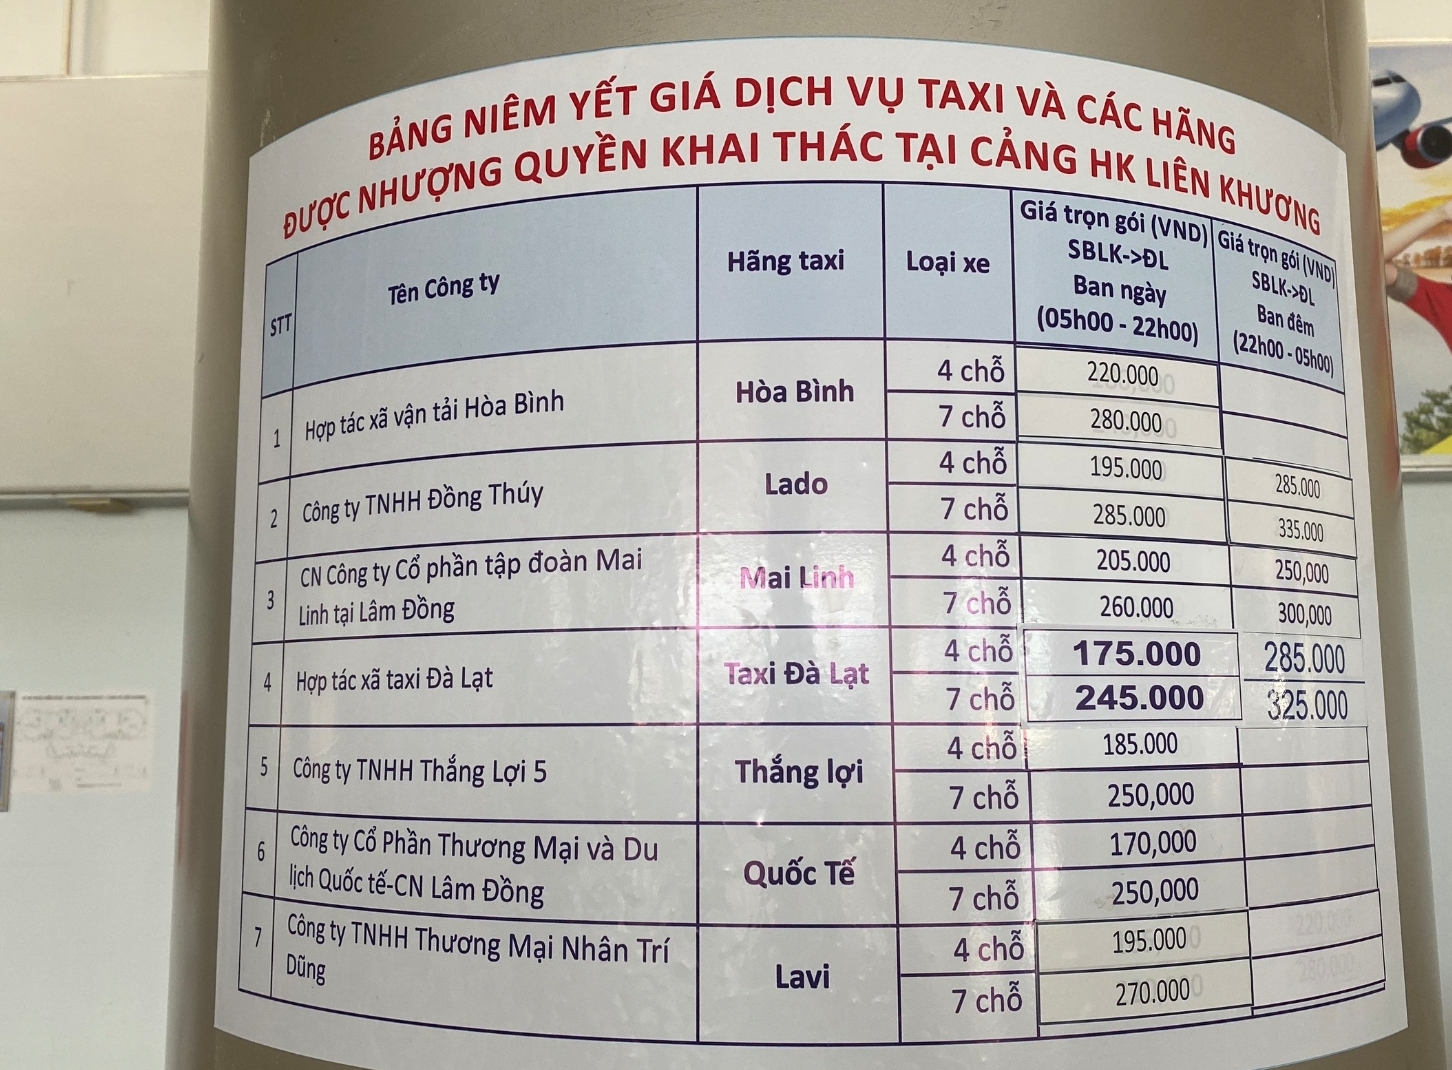 BẢNG NIÊM YẾT GIÁ DỊCH VỤ TAXI VÀ CÁC HÃNG
ĐƯỢC NHƯỢNG QUYỀN KHAI THÁC TẠI CẢNG HK LIÊN KHƯƠNG
STT
Tên Công ty
Hãng taxi
Loại xe
Giá trọn gói (VND)
SBLK->ĐL
Ban ngày
(05h00 - 22h00)
Giá trọn gói (VND)
SBLK->ĐL
Ban đêm
(22h00 - 05h00)
1 Hợp tác xã vận tải Hòa Bình
Hòa Bình
4 chỗ 220.000
7 chỗ 280.000
2 Công ty TNHH Đồng Thúy
Lado
4 chỗ 195.000 285.000
7 chỗ 285.000 335.000
3 CN Công ty Cổ phần tập đoàn Mai
Linh tại Lâm Đồng
Mai Linh
4 chỗ 205.000 250,000
7 chỗ 260.000 300,000
4 Hợp tác xã taxi Đà Lạt
Taxi Đà Lạt
4 chỗ 175.000 285.000
7 chỗ 245.000 325.000
5 Công ty TNHH Thắng Lợi 5
Thắng lợi
4 chỗ 185.000
7 chỗ 250,000
6 Công ty Cổ Phần Thương Mại và Du
lịch Quốc tế-CN Lâm Đồng
Quốc Tế
4 chỗ 170,000
7 chỗ 250,000
7 Công ty TNHH Thương Mại Nhân Trí
Dũng
Lavi
4 chỗ 195.000 220.000
7 chỗ 270.000 280.000